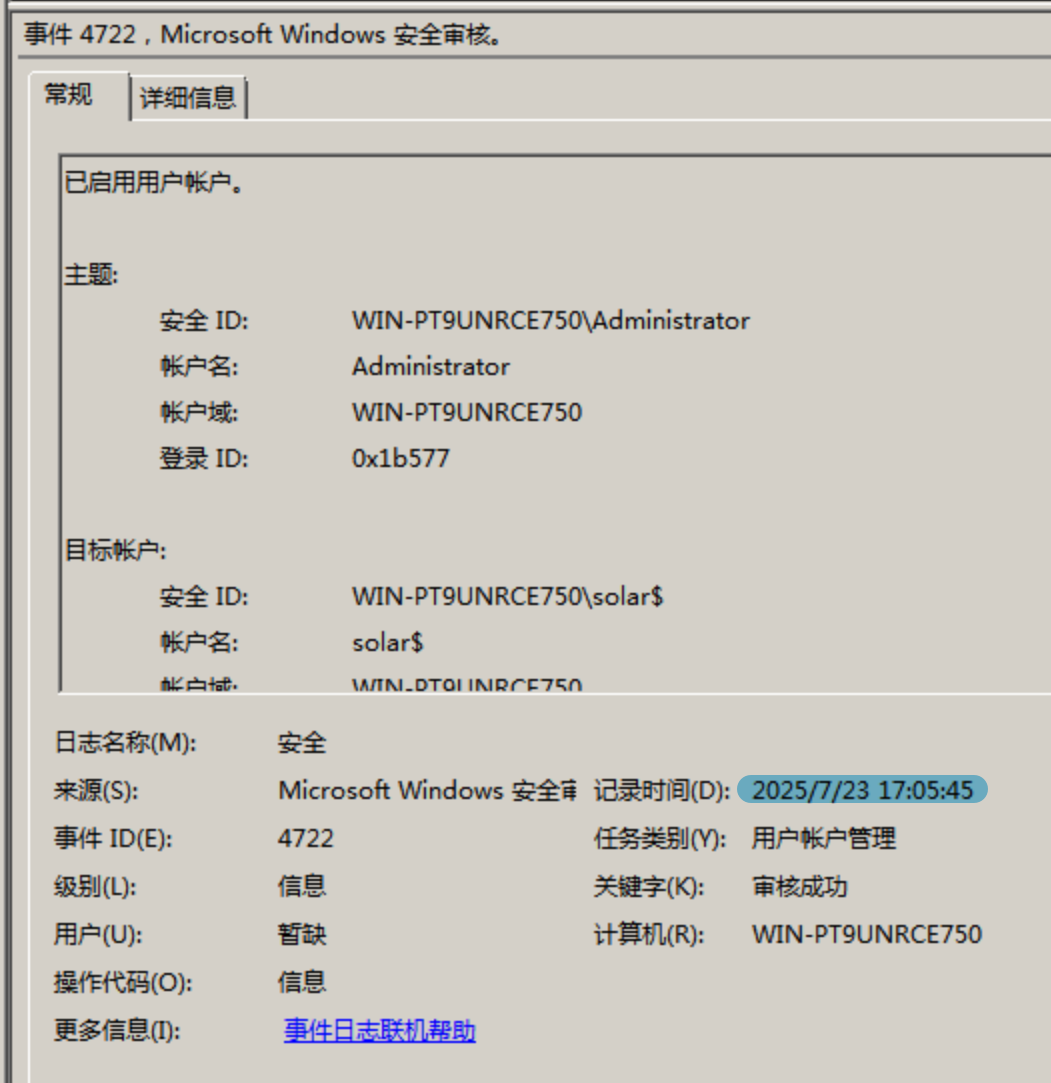 事件 4722，Microsoft Windows 安全审核。
常规 详细信息
已启用用户帐户。
主题:
安全 ID: WIN-PT9UNRCE750\Administrator
帐户名: Administrator
帐户域: WIN-PT9UNRCE750
登录 ID: 0x1b577
目标帐户:
安全 ID: WIN-PT9UNRCE750\solar$
帐户名: solar$
帐户域: WIN-PT9UNRCE750
日志名称(M): 安全
来源(S): Microsoft Windows 安全审 记录时间(D): 2025/7/23 17:05:45
事件 ID(E): 4722 任务类别(Y): 用户帐户管理
级别(L): 信息 关键字(K): 审核成功
用户(U): 暂缺 计算机(R): WIN-PT9UNRCE750
操作代码(O): 信息
更多信息(I): 事件日志联机帮助